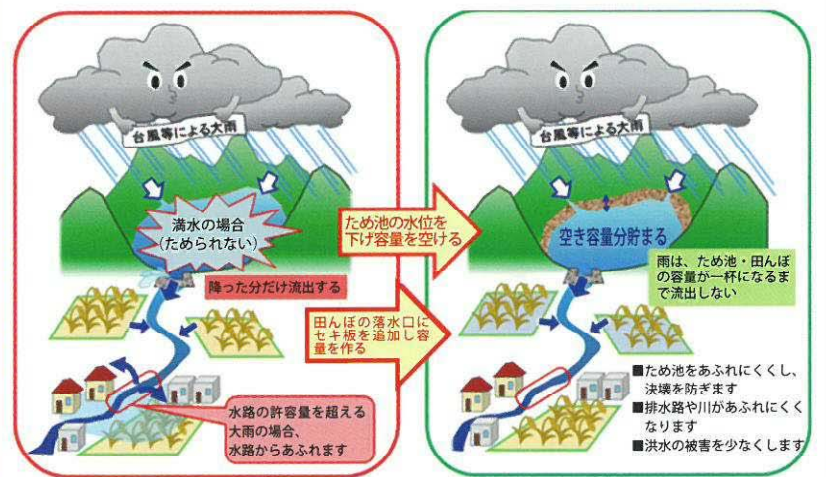 台風等による大雨
満水の場合
(ためられない)
降った分だけ流出する
水路の許容量を超える
大雨の場合、
水路からあふれます
ため池の水位を
下げ容量を空ける
田んぼの落水口に
セキ板を追加し容
量を作る
台風等による大雨
空き容量分貯まる
雨は、ため池・田んぼ
の容量が一杯になるま
で流出しない
■ため池をあふれにくくし、
決壊を防ぎます
■排水路や川があふれにくく
なります
■洪水の被害を少なくします